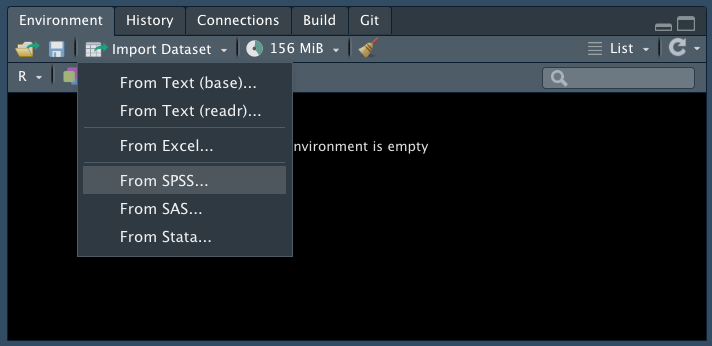 Environment History Connections Build Git
Import Dataset 156 MiB List
R
From Text (base)...
From Text (readr)...
From Excel...
nvironment is empty
From SPSS...
From SAS...
From Stata...